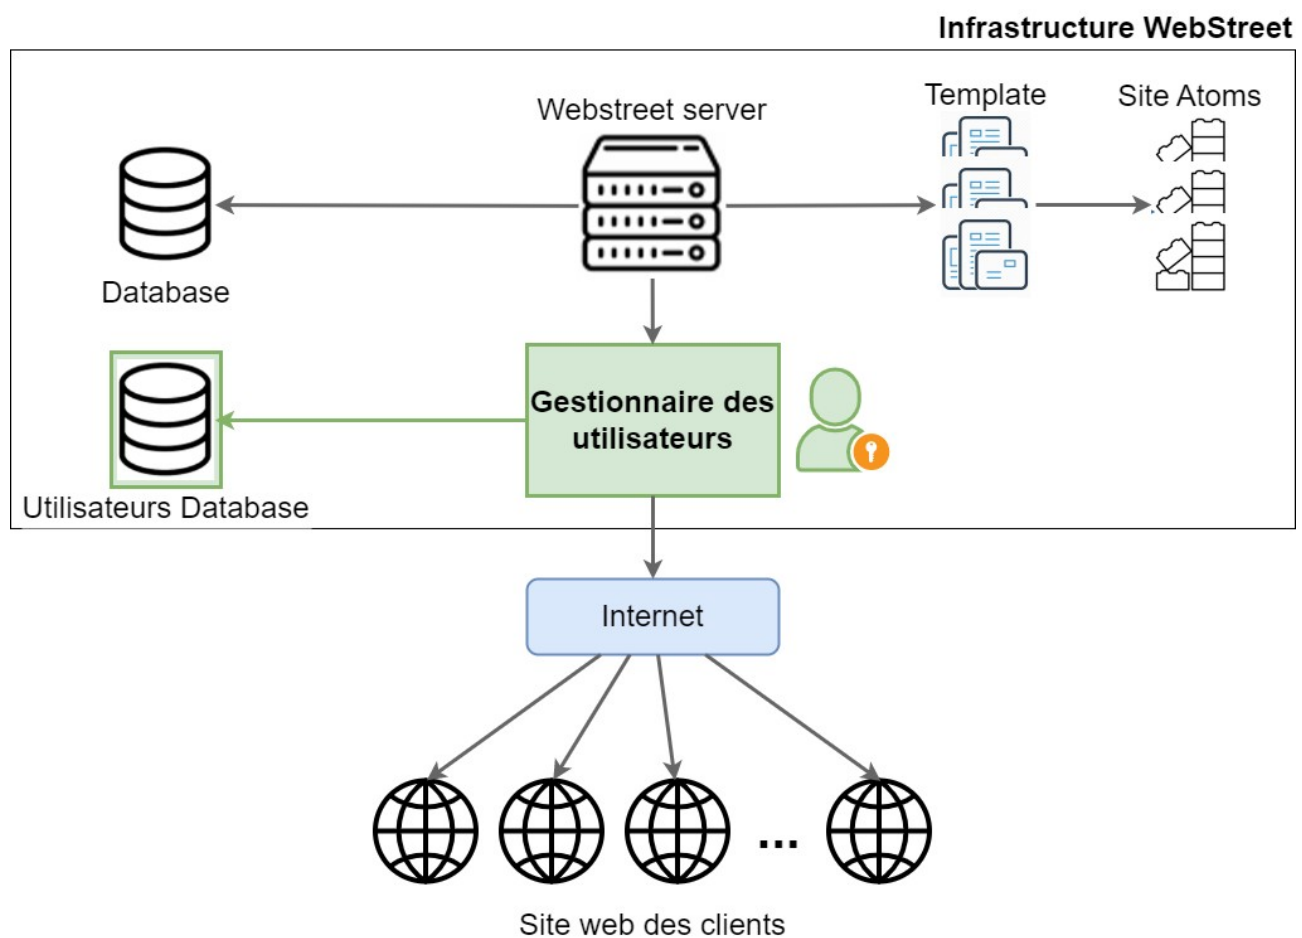 Infrastructure WebStreet
Webstreet server
Template
Site Atoms
Database
Gestionnaire des
utilisateurs
Utilisateurs Database
Internet
...
Site web des clients